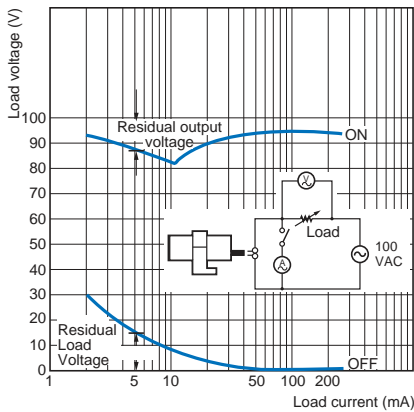 Load voltage (V)
100
90
80
70
60
50
40
30
20
10
0
Residual output
voltage
ON
V
Load
A
100
VAC
Residual
Load
Voltage
OFF
1
5
10
50
100
200
Load current (mA)